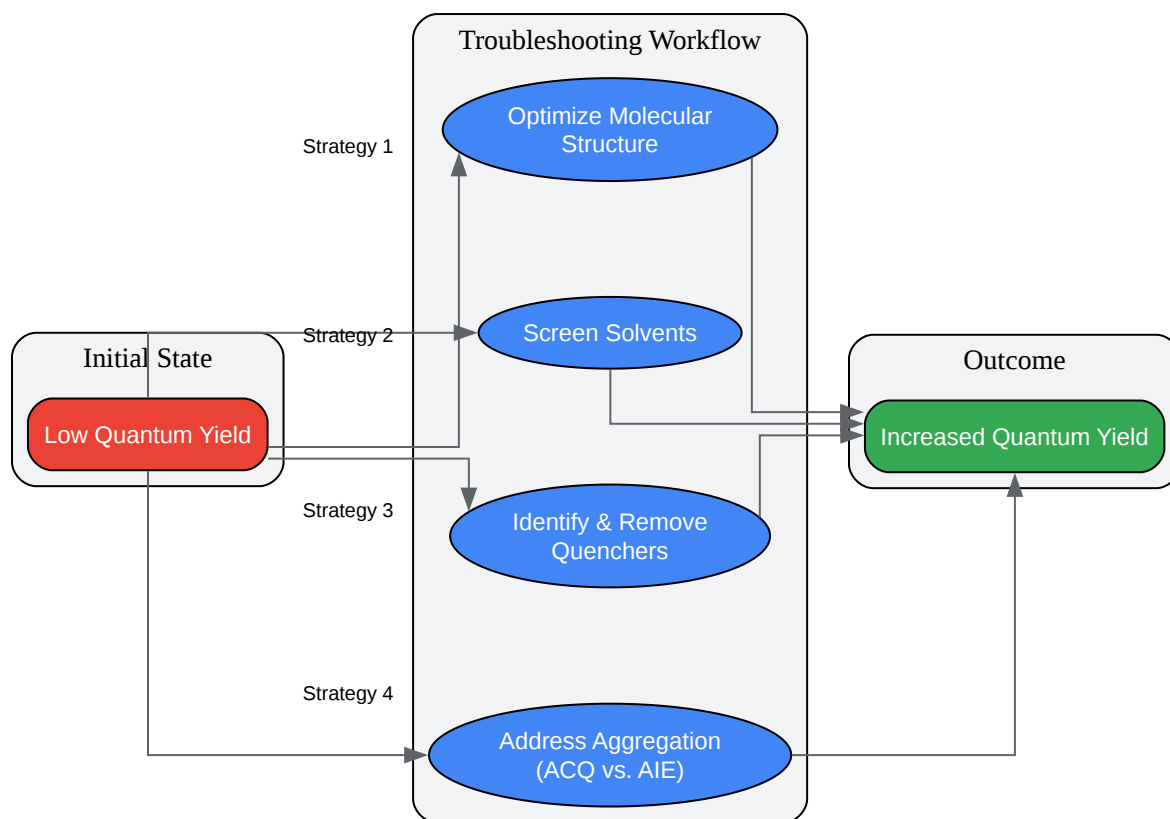 Troubleshooting Workflow
Strategy 1
Optimize Molecular
Structure
Strategy 2
Screen Solvents
Initial State
Low Quantum Yield
Outcome
Increased Quantum Yield
Strategy 3
Identify & Remove
Quenchers
Strategy 4
Address Aggregation
(ACQ vs. AIE)